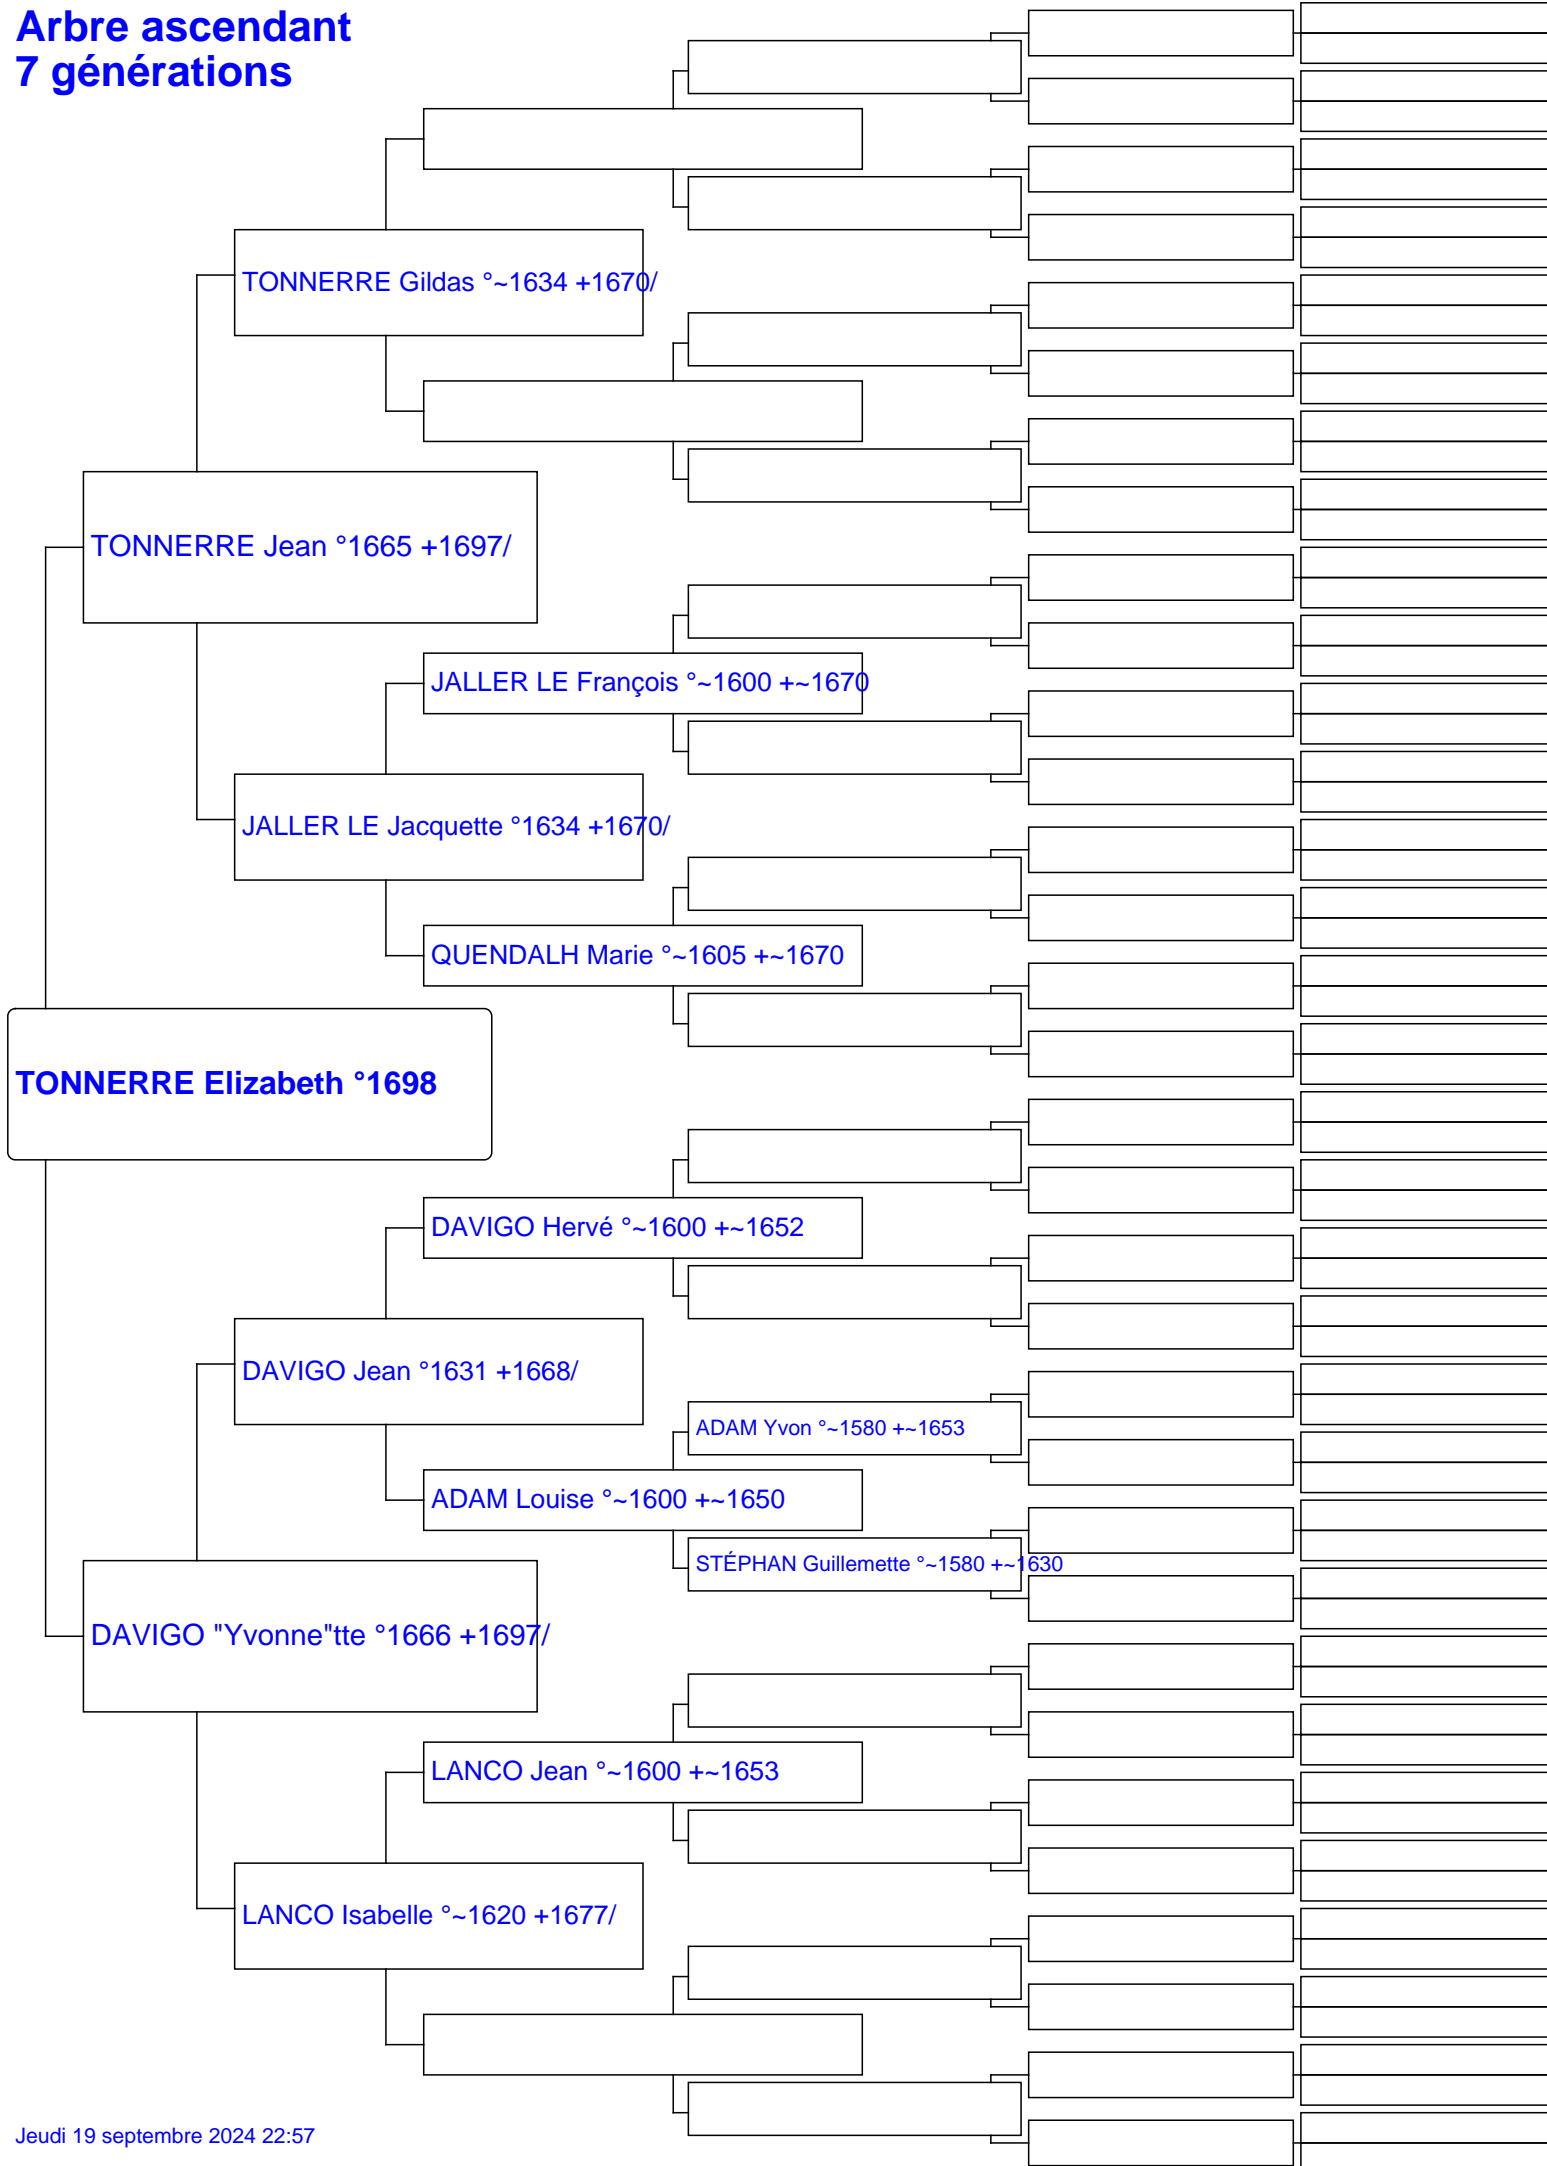 Arbre ascendant
7 générations
TONNERRE Gildas °~1634 +1670/
TONNERRE Jean °1665 +1697/
JALLER LE François °~1600 +~1670
JALLER LE Jacquette °1634 +1670/
QUENDALH Marie °~1605 +~1670
TONNERRE Elizabeth °1698
DAVIGO Hervé °~1600 +~1652
DAVIGO Jean °1631 +1668/
ADAM Yvon °~1580 +~1653
ADAM Louise °~1600 +~1650
STÉPHAN Guillemette °~1580 +~1630
DAVIGO "Yvonne"tte °1666 +1697/
LANCO Jean °~1600 +~1653
LANCO Isabelle °~1620 +1677/
Jeudi 19 septembre 2024 22:57